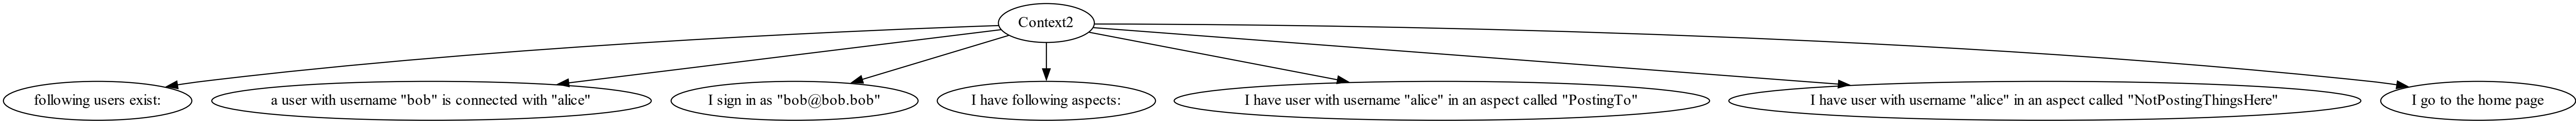 Context2
following users exist:
a user with username "bob" is connected with "alice"
I sign in as "bob@bob.bob"
I have following aspects:
I have user with username "alice" in an aspect called "PostingTo"
I have user with username "alice" in an aspect called "NotPostingThingsHere"
I go to the home page